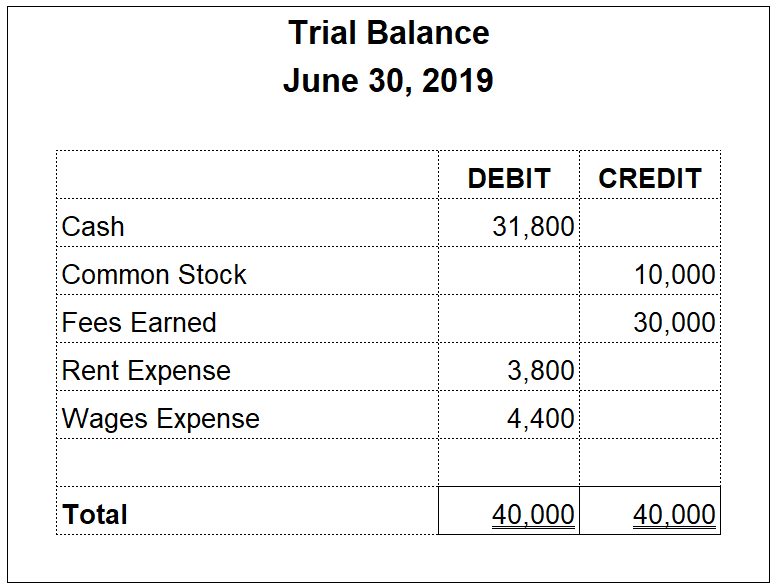 Trial Balance
June 30, 2019
DEBIT CREDIT
Cash 31,800
Common Stock 10,000
Fees Earned 30,000
Rent Expense 3,800
Wages Expense 4,400
Total 40,000 40,000